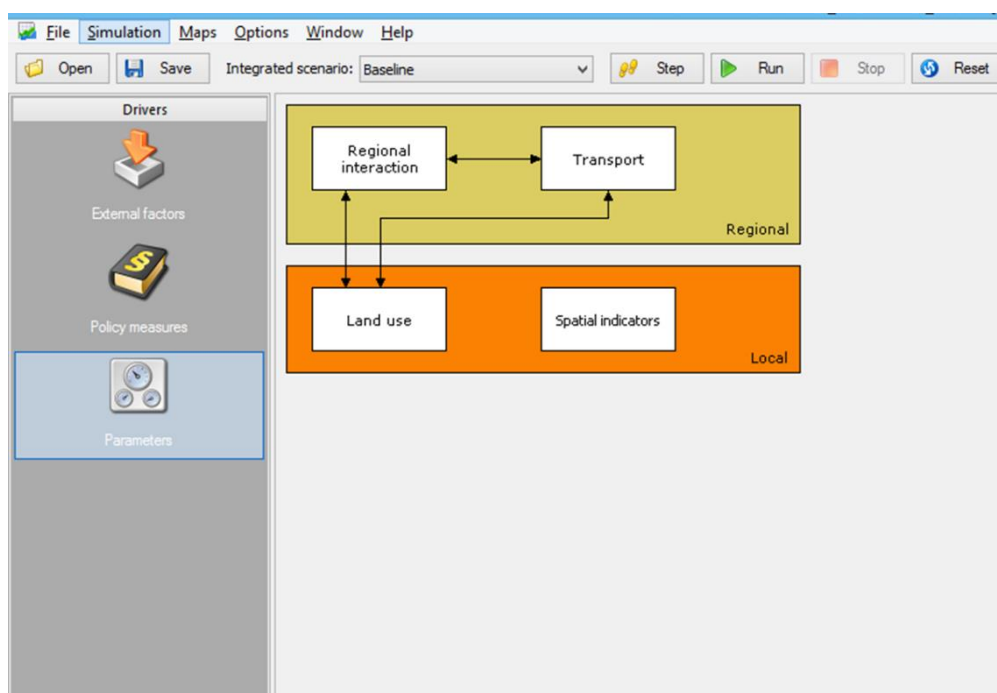 File Simulation Maps Options Window Help
Open Save Integrated scenario: Baseline Step Run Stop Reset
Drivers
External factors
Policy measures
Parameters
Regional
interaction
Transport
Regional
Land use
Spatial indicators
Local